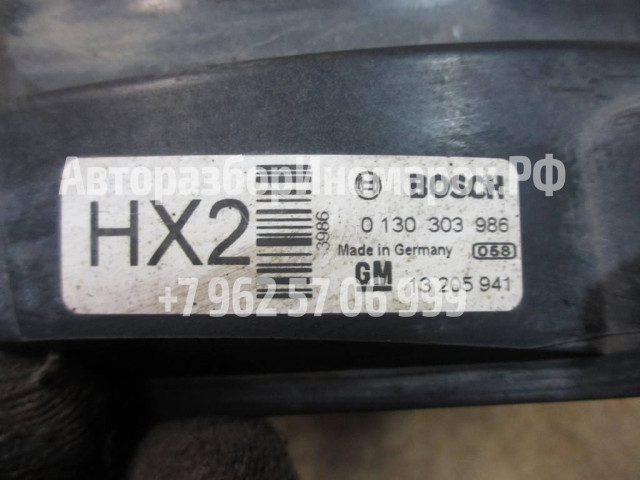 АвторазборИномарок.РФ
BOSCH
HX2
3986
0 130 303 986
Made in Germany 058
GM 13 205 941
+7 962 57 06 999